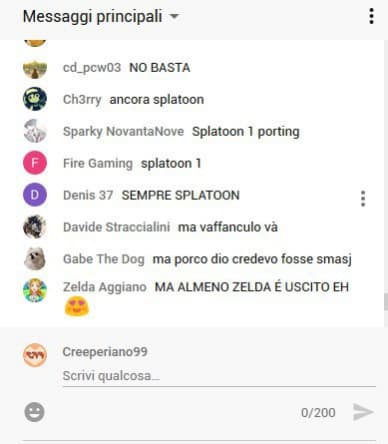 Messaggi principali
cd_pcw03 NO BASTA
Ch3rry ancora splatoon
Sparky NovantaNove Splatoon 1 porting
F Fire Gaming splatoon 1
D Denis 37 SEMPRE SPLATOON
Davide Straccialini ma vaffanculo và
Gabe The Dog ma porco dio credevo fosse smasj
Zelda Aggiano MA ALMENO ZELDA É USCITO EH
Creeperiano99
Scrivi qualcosa...
0/200